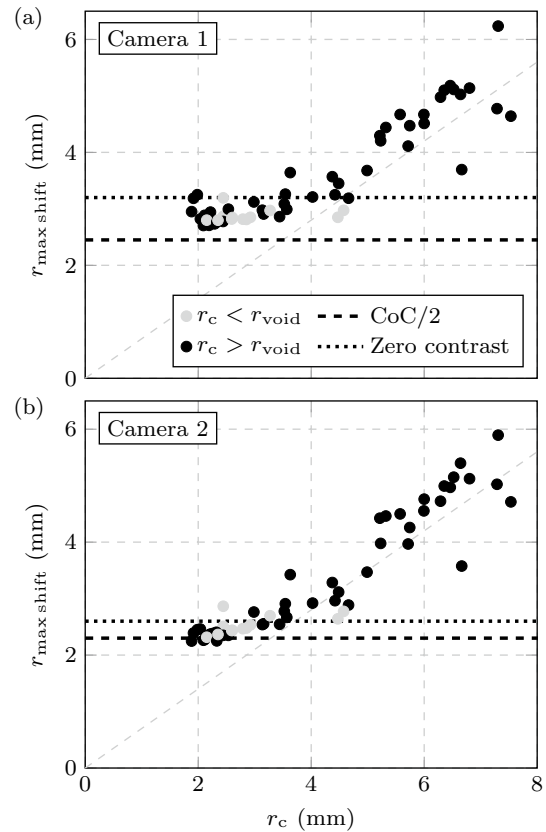 (a)
Camera 1
6
4
2
0
r_max shift (mm)
r_c < r_void
CoC/2
r_c > r_void
Zero contrast
(b)
Camera 2
6
4
2
0
r_max shift (mm)
0 2 4 6 8
r_c (mm)